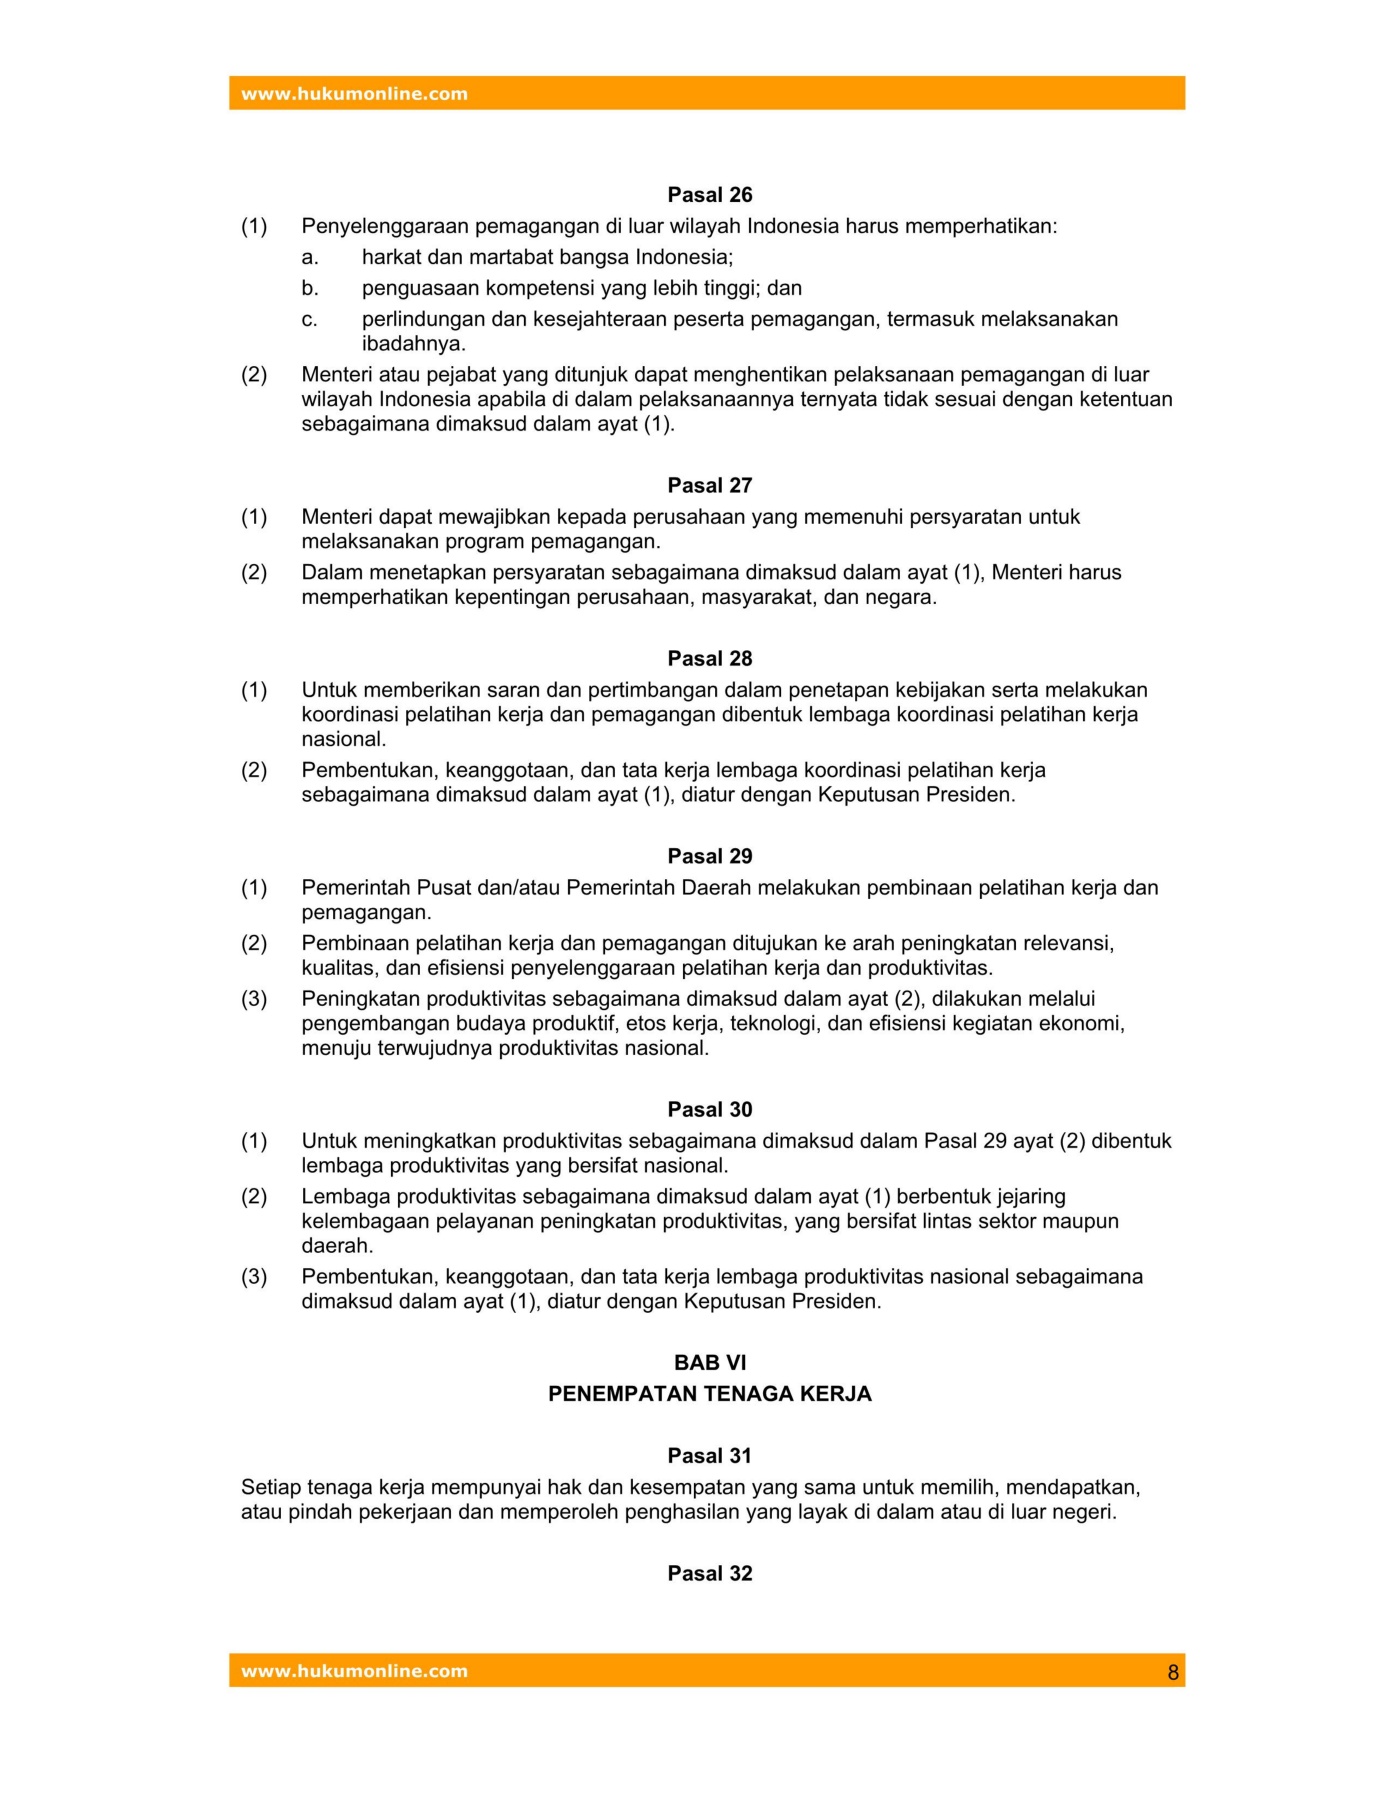 www.hukumonline.com
Pasal 26
(1) Penyelenggaraan pemagangan di luar wilayah Indonesia harus memperhatikan:
a. harkat dan martabat bangsa Indonesia;
b. penguasaan kompetensi yang lebih tinggi; dan
c. perlindungan dan kesejahteraan peserta pemagangan, termasuk melaksanakan
ibadahnya.
(2) Menteri atau pejabat yang ditunjuk dapat menghentikan pelaksanaan pemagangan di luar
wilayah Indonesia apabila di dalam pelaksanaannya ternyata tidak sesuai dengan ketentuan
sebagaimana dimaksud dalam ayat (1).
Pasal 27
(1) Menteri dapat mewajibkan kepada perusahaan yang memenuhi persyaratan untuk
melaksanakan program pemagangan.
(2) Dalam menetapkan persyaratan sebagaimana dimaksud dalam ayat (1), Menteri harus
memperhatikan kepentingan perusahaan, masyarakat, dan negara.
Pasal 28
(1) Untuk memberikan saran dan pertimbangan dalam penetapan kebijakan serta melakukan
koordinasi pelatihan kerja dan pemagangan dibentuk lembaga koordinasi pelatihan kerja
nasional.
(2) Pembentukan, keanggotaan, dan tata kerja lembaga koordinasi pelatihan kerja
sebagaimana dimaksud dalam ayat (1), diatur dengan Keputusan Presiden.
Pasal 29
(1) Pemerintah Pusat dan/atau Pemerintah Daerah melakukan pembinaan pelatihan kerja dan
pemagangan.
(2) Pembinaan pelatihan kerja dan pemagangan ditujukan ke arah peningkatan relevansi,
kualitas, dan efisiensi penyelenggaraan pelatihan kerja dan produktivitas.
(3) Peningkatan produktivitas sebagaimana dimaksud dalam ayat (2), dilakukan melalui
pengembangan budaya produktif, etos kerja, teknologi, dan efisiensi kegiatan ekonomi,
menuju terwujudnya produktivitas nasional.
Pasal 30
(1) Untuk meningkatkan produktivitas sebagaimana dimaksud dalam Pasal 29 ayat (2) dibentuk
lembaga produktivitas yang bersifat nasional.
(2) Lembaga produktivitas sebagaimana dimaksud dalam ayat (1) berbentuk jejaring
kelembagaan pelayanan peningkatan produktivitas, yang bersifat lintas sektor maupun
daerah.
(3) Pembentukan, keanggotaan, dan tata kerja lembaga produktivitas nasional sebagaimana
dimaksud dalam ayat (1), diatur dengan Keputusan Presiden.
BAB VI
PENEMPATAN TENAGA KERJA
Pasal 31
Setiap tenaga kerja mempunyai hak dan kesempatan yang sama untuk memilih, mendapatkan,
atau pindah pekerjaan dan memperoleh penghasilan yang layak di dalam atau di luar negeri.
Pasal 32
www.hukumonline.com 8